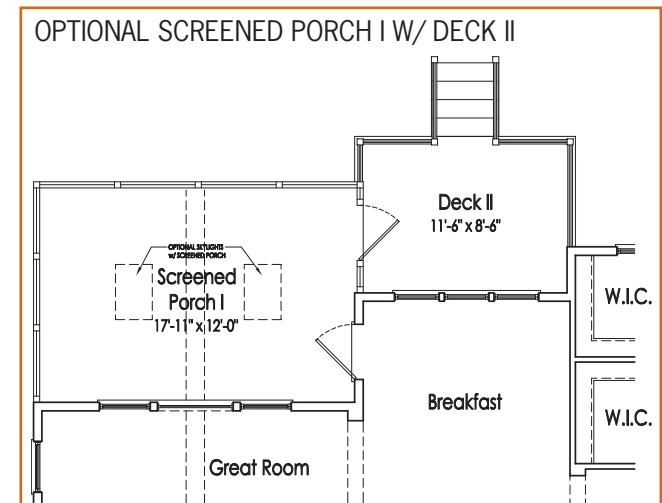 OPTIONAL SCREENED PORCH I W/ DECK II
Deck II
11'-6" x 8'-6"
OPTIONAL SKYLIGHTS
w/ SCREENED PORCH
Screened
Porch I
17'-11" x 12'-0"
W.I.C.
Breakfast
W.I.C.
Great Room